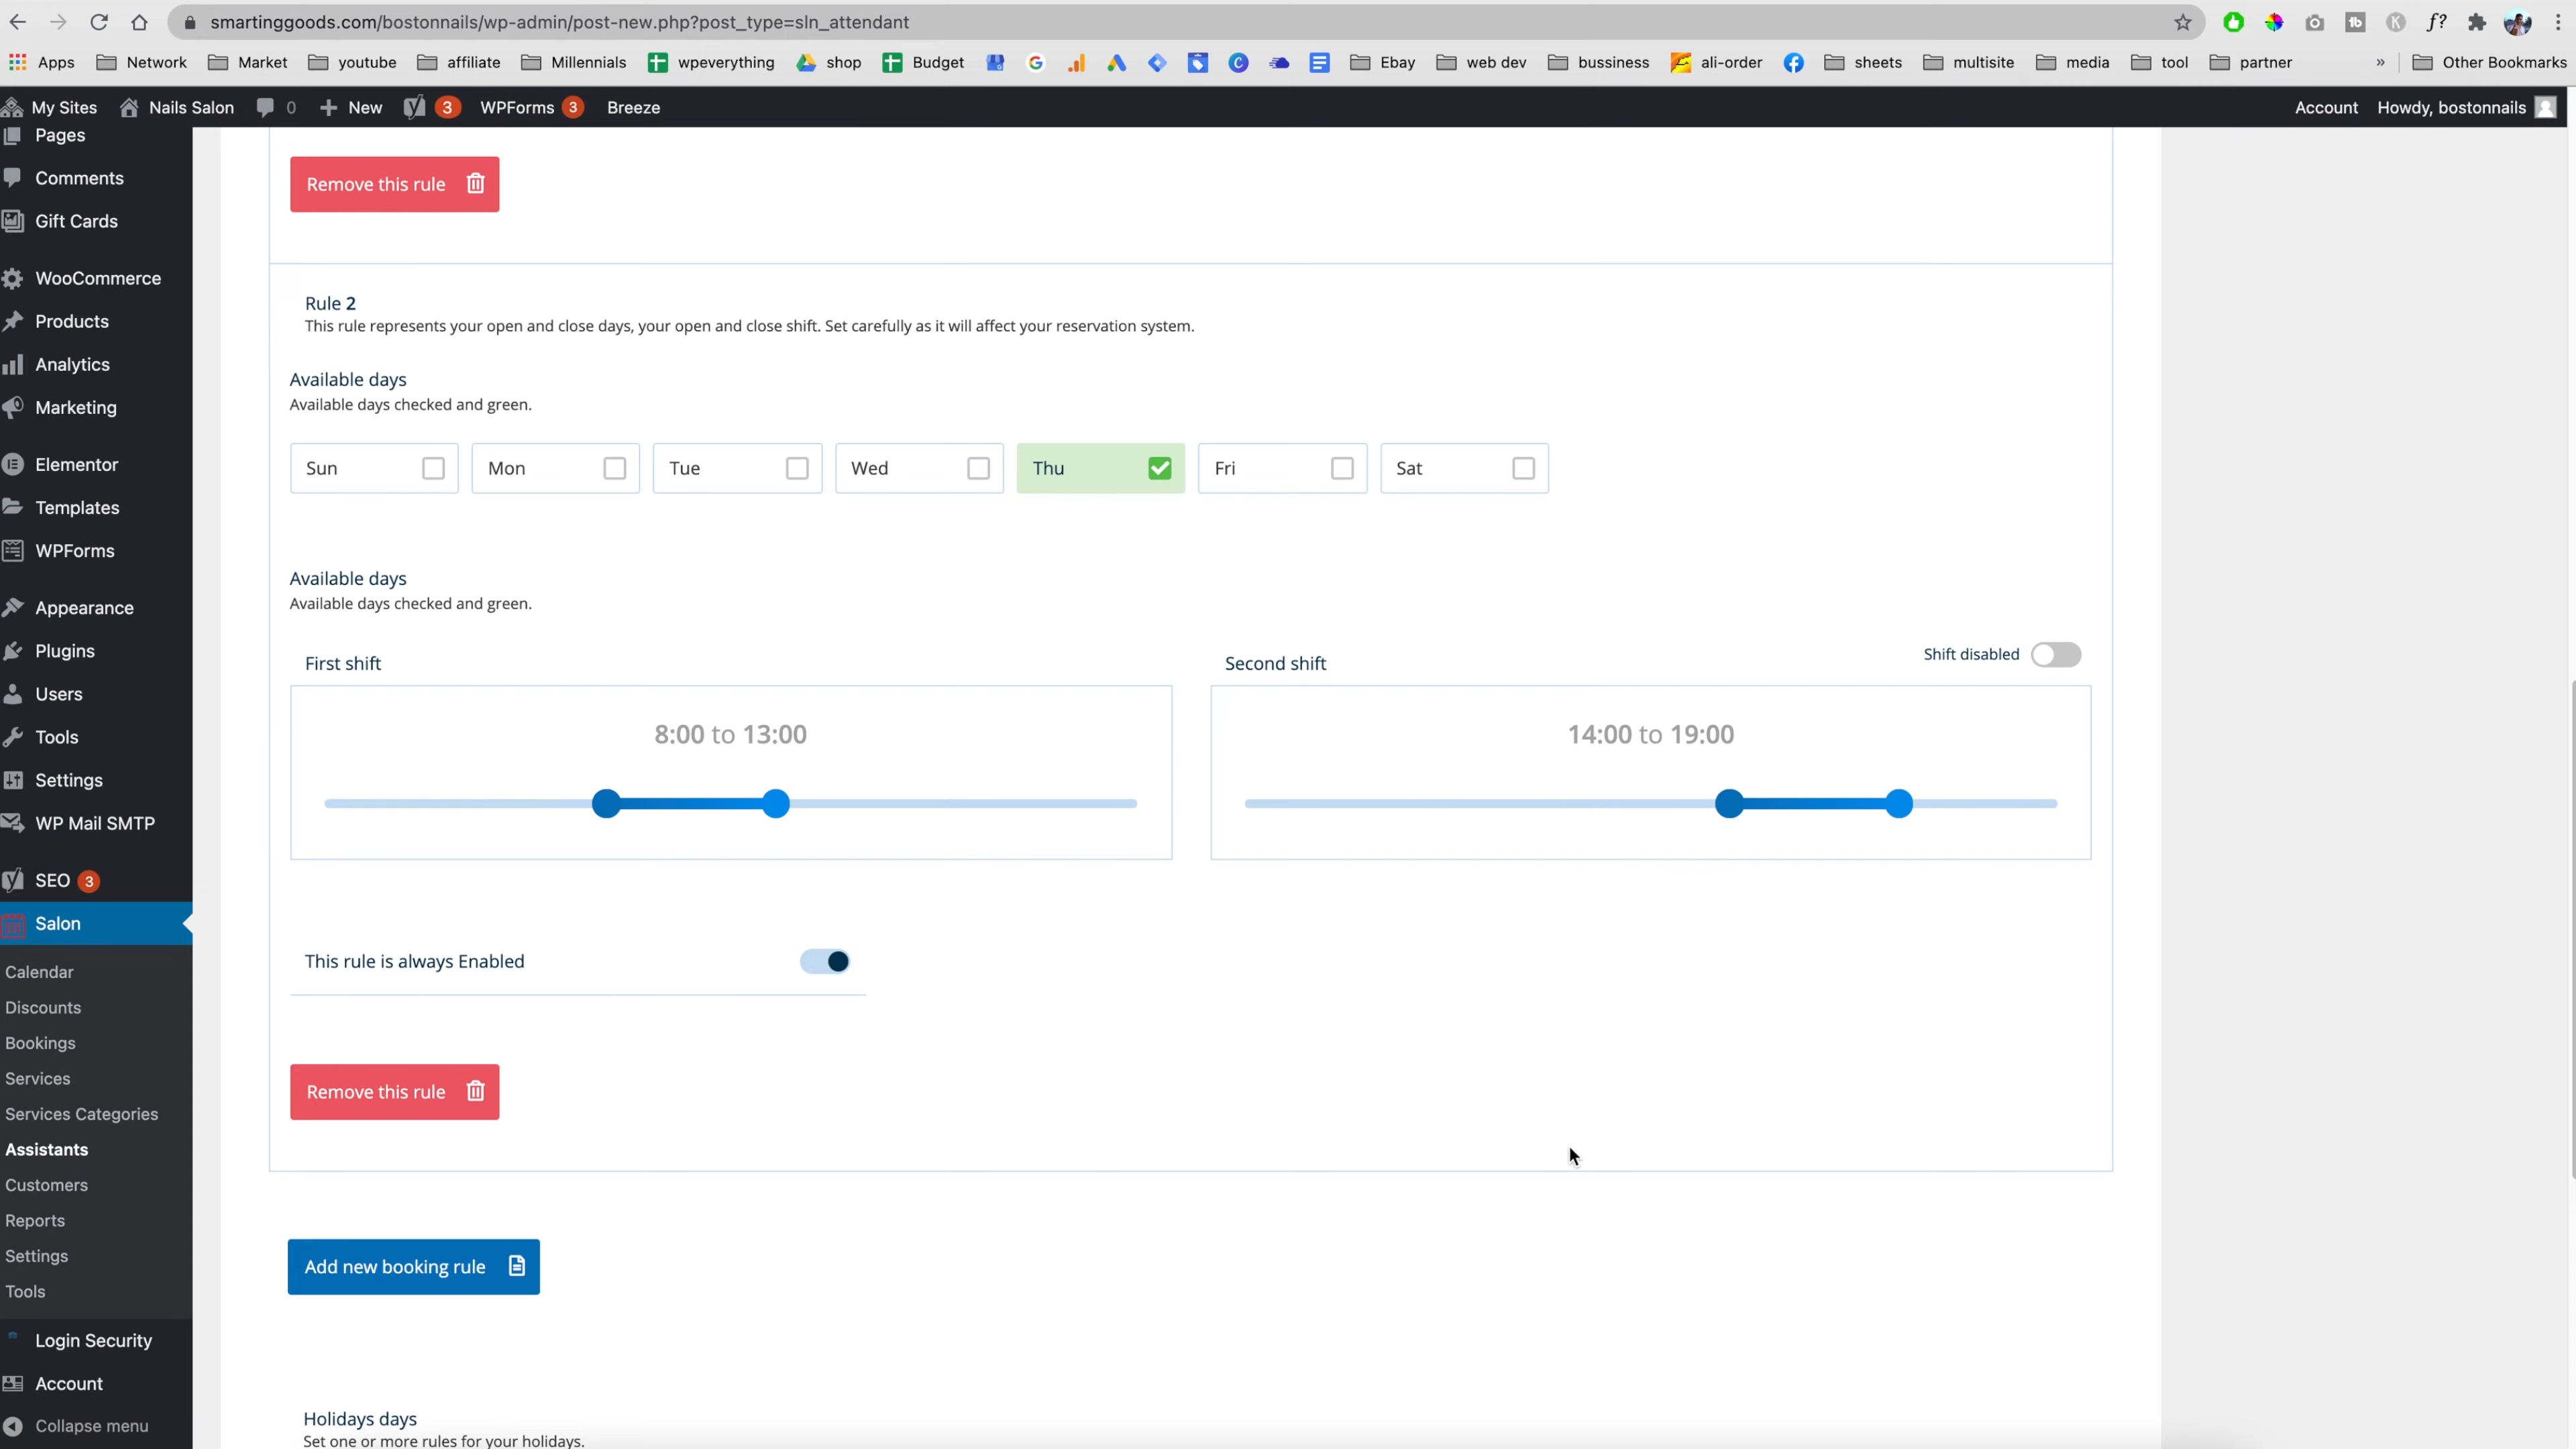 smartinggoods.com/bostonnails/wp-admin/post-new.php?post_type=sln_attendant
Apps Network Market youtube affiliate Millennials wpeverything shop Budget Ebay web dev bussiness ali-order sheets multisite media tool partner » Other Bookmarks
My Sites Nails Salon 0 New 3 WPForms 3 Breeze Account Howdy, bostonnails
Pages
Comments
Gift Cards
WooCommerce
Products
Analytics
Marketing
Elementor
Templates
WPForms
Appearance
Plugins
Users
Tools
Settings
WP Mail SMTP
SEO 3
Salon
Calendar
Discounts
Bookings
Services
Services Categories
Assistants
Customers
Reports
Settings
Tools
Login Security
Account
Collapse menu
Remove this rule
Rule 2
This rule represents your open and close days, your open and close shift. Set carefully as it will affect your reservation system.
Available days
Available days checked and green.
Sun Mon Tue Wed Thu Fri Sat
Available days
Available days checked and green.
First shift
8:00 to 13:00
Second shift
Shift disabled
14:00 to 19:00
This rule is always Enabled
Remove this rule
Add new booking rule
Holidays days
Set one or more rules for your holidays.